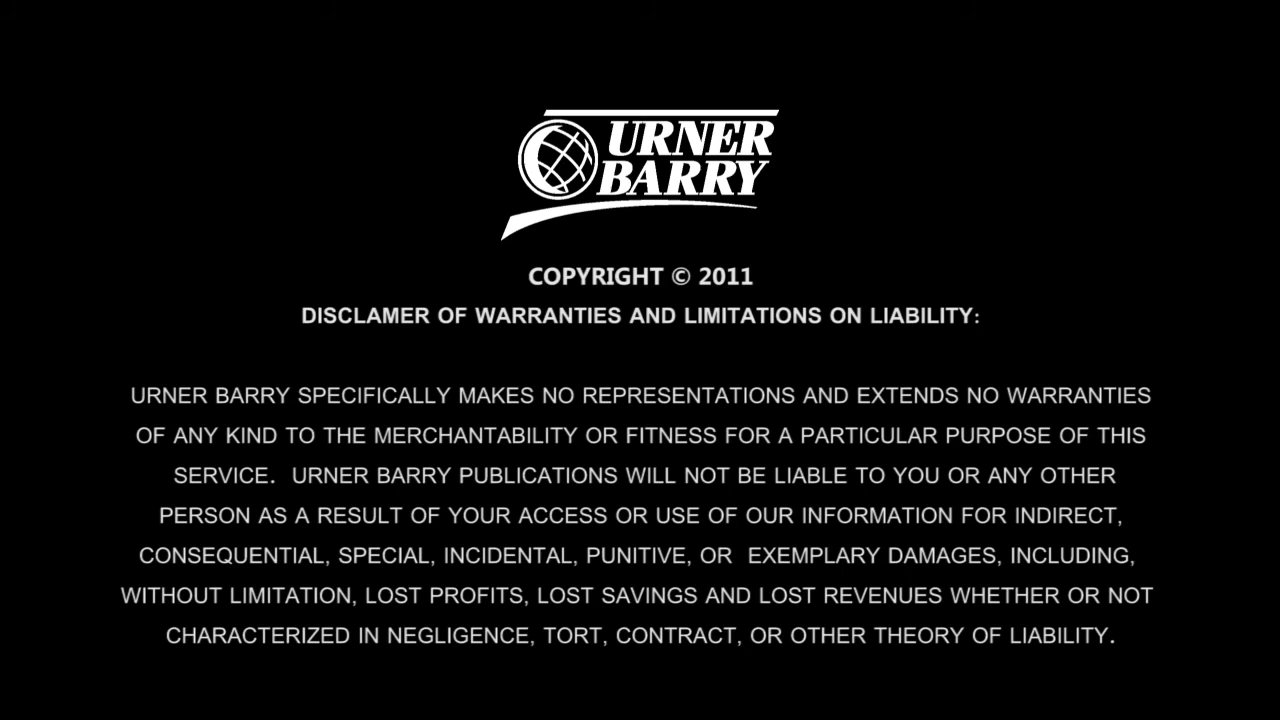 URNER
BARRY
COPYRIGHT © 2011
DISCLAMER OF WARRANTIES AND LIMITATIONS ON LIABILITY:
URNER BARRY SPECIFICALLY MAKES NO REPRESENTATIONS AND EXTENDS NO WARRANTIES
OF ANY KIND TO THE MERCHANTABILITY OR FITNESS FOR A PARTICULAR PURPOSE OF THIS
SERVICE.  URNER BARRY PUBLICATIONS WILL NOT BE LIABLE TO YOU OR ANY OTHER
PERSON AS A RESULT OF YOUR ACCESS OR USE OF OUR INFORMATION FOR INDIRECT,
CONSEQUENTIAL, SPECIAL, INCIDENTAL, PUNITIVE, OR  EXEMPLARY DAMAGES, INCLUDING,
WITHOUT LIMITATION, LOST PROFITS, LOST SAVINGS AND LOST REVENUES WHETHER OR NOT
CHARACTERIZED IN NEGLIGENCE, TORT, CONTRACT, OR OTHER THEORY OF LIABILITY.